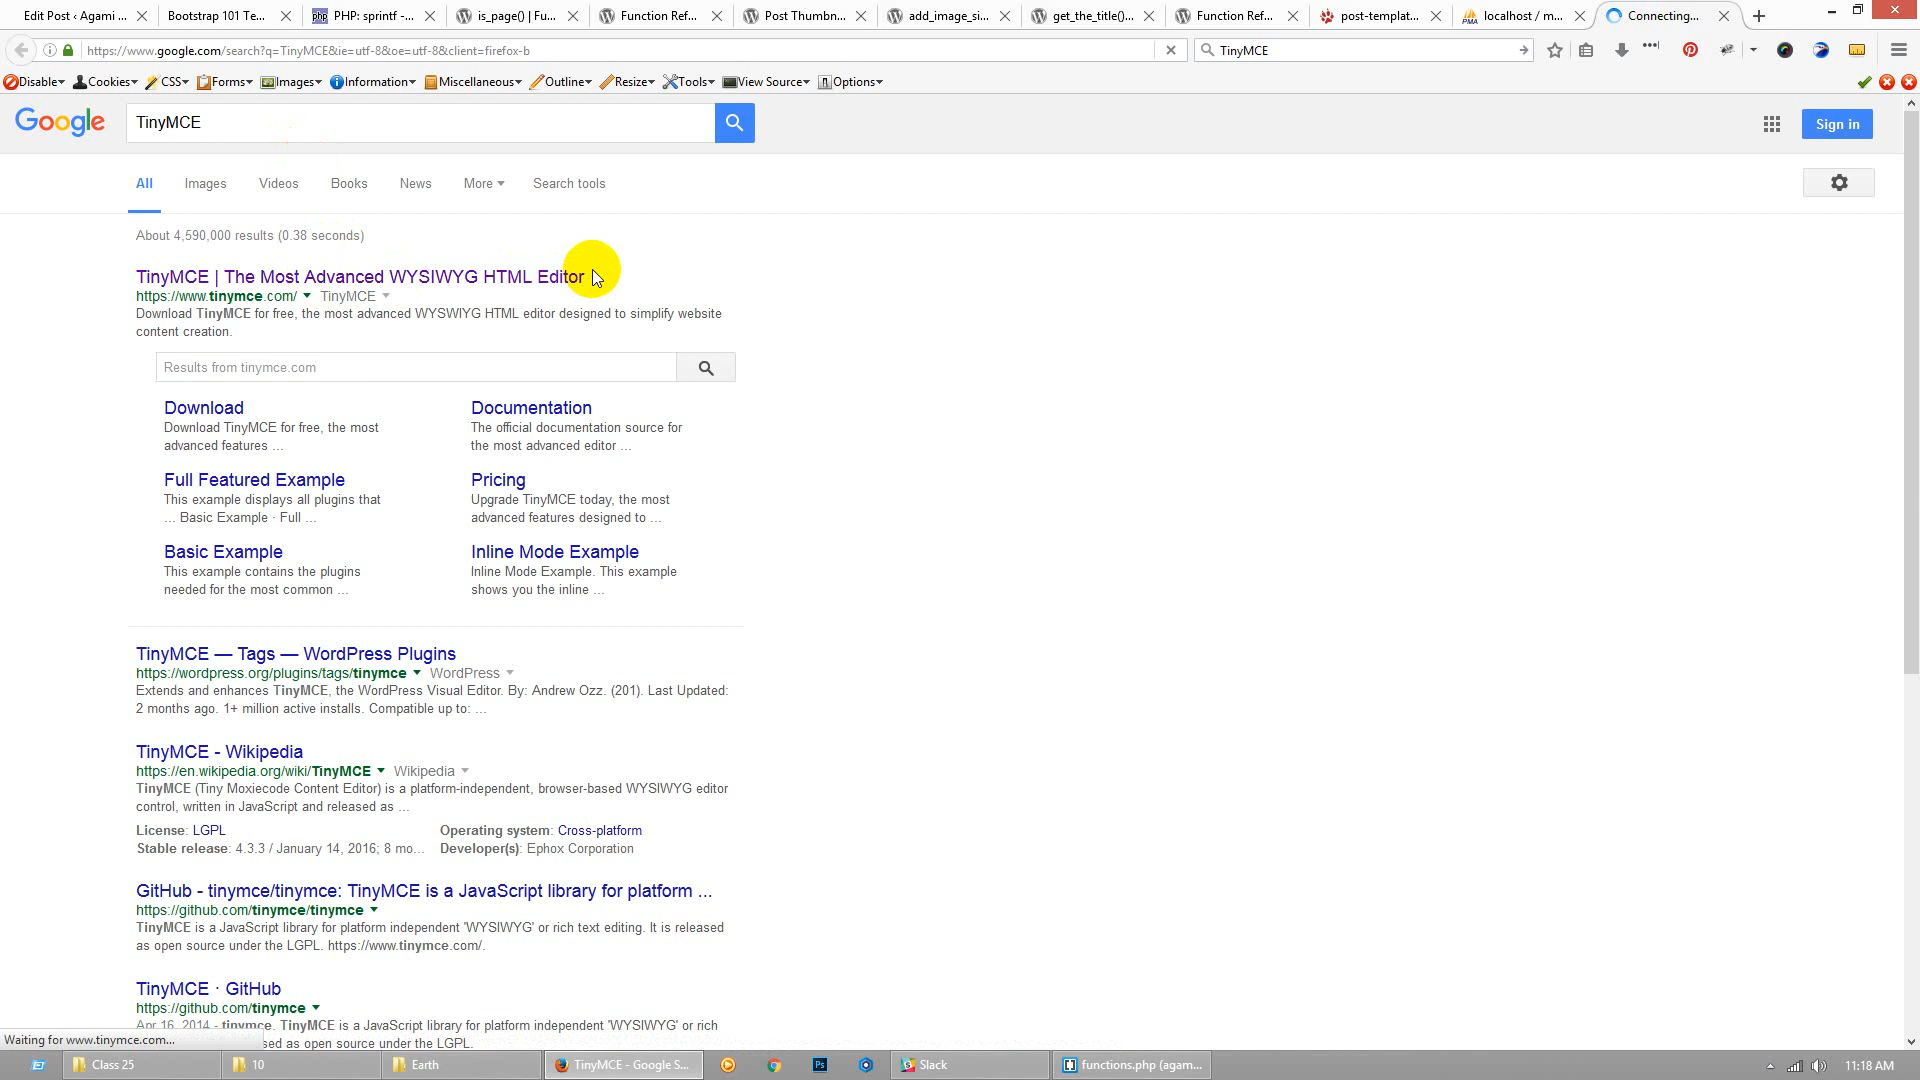 Edit Post ‹ Agami ...
Bootstrap 101 Te...
php PHP: sprintf -...
is_page() | Fu...
Function Ref...
Post Thumbn...
add_image_si...
get_the_title()...
Function Ref...
post-templat...
PMA localhost / m...
Connecting...
https://www.google.com/search?q=TinyMCE&ie=utf-8&oe=utf-8&client=firefox-b
TinyMCE
Disable Cookies CSS Forms Images Information Miscellaneous Outline Resize Tools View Source Options
Google
TinyMCE
Sign in
All Images Videos Books News More Search tools
About 4,590,000 results (0.38 seconds)
TinyMCE | The Most Advanced WYSIWYG HTML Editor
https://www.tinymce.com/ TinyMCE
Download TinyMCE for free, the most advanced WYSWIYG HTML editor designed to simplify website
content creation.
Results from tinymce.com
Download
Download TinyMCE for free, the most
advanced features ...
Documentation
The official documentation source for
the most advanced editor ...
Full Featured Example
This example displays all plugins that
... Basic Example · Full ...
Pricing
Upgrade TinyMCE today, the most
advanced features designed to ...
Basic Example
This example contains the plugins
needed for the most common ...
Inline Mode Example
Inline Mode Example. This example
shows you the inline ...
TinyMCE — Tags — WordPress Plugins
https://wordpress.org/plugins/tags/tinymce WordPress
Extends and enhances TinyMCE, the WordPress Visual Editor. By: Andrew Ozz. (201). Last Updated:
2 months ago. 1+ million active installs. Compatible up to: ...
TinyMCE - Wikipedia
https://en.wikipedia.org/wiki/TinyMCE Wikipedia
TinyMCE (Tiny Moxiecode Content Editor) is a platform-independent, browser-based WYSIWYG editor
control, written in JavaScript and released as ...
License: LGPL Operating system: Cross-platform
Stable release: 4.3.3 / January 14, 2016; 8 mo... Developer(s): Ephox Corporation
GitHub - tinymce/tinymce: TinyMCE is a JavaScript library for platform ...
https://github.com/tinymce/tinymce
TinyMCE is a JavaScript library for platform independent 'WYSIWYG' or rich text editing. It is released
as open source under the LGPL. https://www.tinymce.com/.
TinyMCE · GitHub
https://github.com/tinymce
Apr 16, 2014 - tinymce. TinyMCE is a JavaScript library for platform independent 'WYSIWYG' or rich
Waiting for www.tinymce.com...
sed as open source under the LGPL.
Class 25
10
Earth
TinyMCE - Google S...
Ps
Slack
functions.php (agam...
11:18 AM